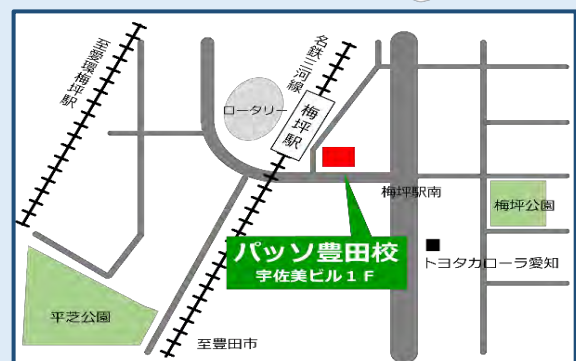 至愛環梅坪駅
名鉄三河線
ロータリー
梅坪駅
梅坪駅南
梅坪公園
パッソ豊田校
宇佐美ビル１Ｆ
トヨタカローラ愛知
平芝公園
至豊田市